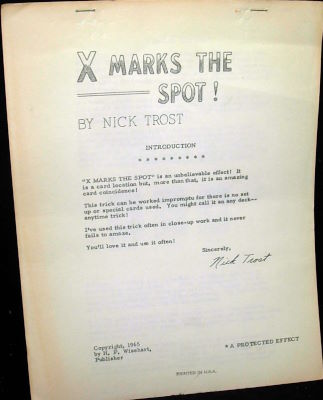 X MARKS THE
SPOT!
BY NICK TROST
INTRODUCTION
* * * * * * * * *
"X MARKS THE SPOT" is an unbelievable effect! It
is a card location but, more than that, it is an amazing
card coincidence!
This trick can be worked impromptu for there is no set
up or special cards used. You might call it an any deck--
anytime trick!
I've used this trick often in close-up work and it never
fails to amaze.
You'll love it and use it often!
Sincerely,
Nick Trost
Copyright, 1965
by H. F. Wisehart,
Publisher
* A PROTECTED EFFECT
PRINTED IN U.S.A.